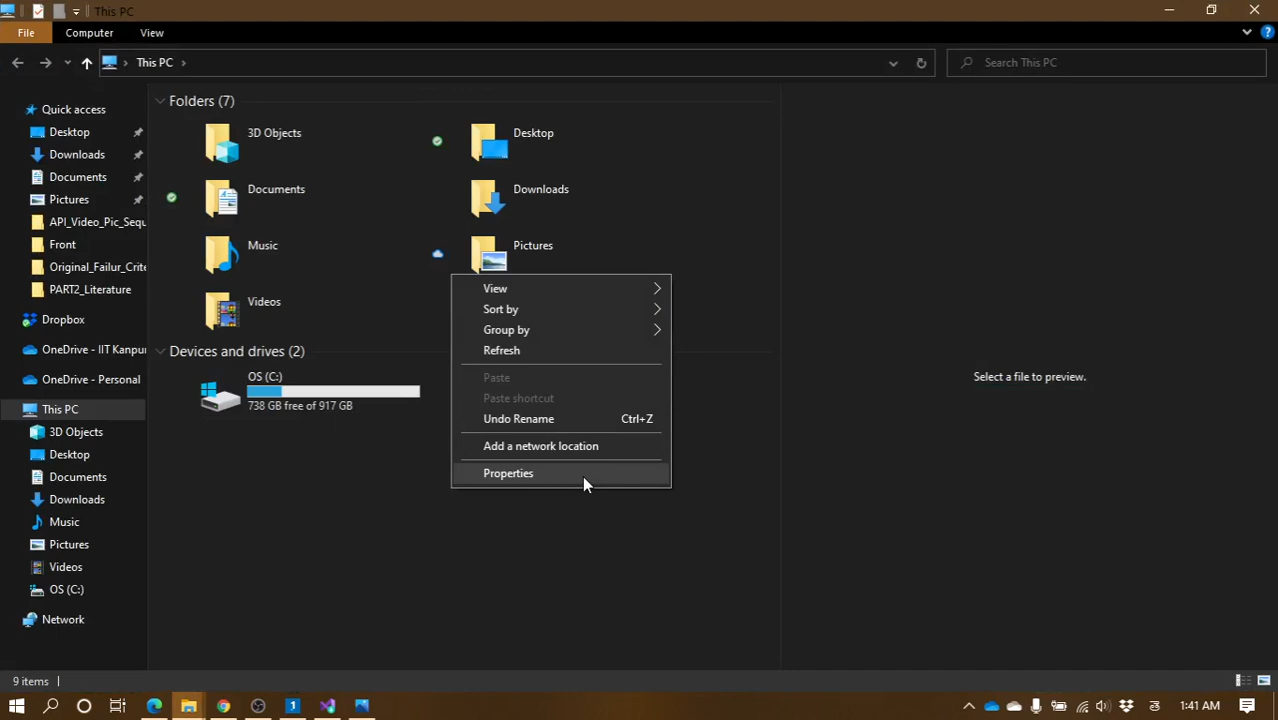 This PC
File
Computer
View
This PC
Search This PC
Quick access
Desktop
Downloads
Documents
Pictures
API_Video_Pic_Sequ
Front
Original_Failur_Crite
PART2_Literature
Dropbox
OneDrive - IIT Kanpur
OneDrive - Personal
This PC
3D Objects
Desktop
Documents
Downloads
Music
Pictures
Videos
OS (C:)
Network
Folders (7)
3D Objects
Desktop
Documents
Downloads
Music
Pictures
Videos
Devices and drives (2)
OS (C:)
738 GB free of 917 GB
View
Sort by
Group by
Refresh
Paste
Paste shortcut
Undo Rename Ctrl+Z
Add a network location
Properties
Select a file to preview.
9 items
1:41 AM